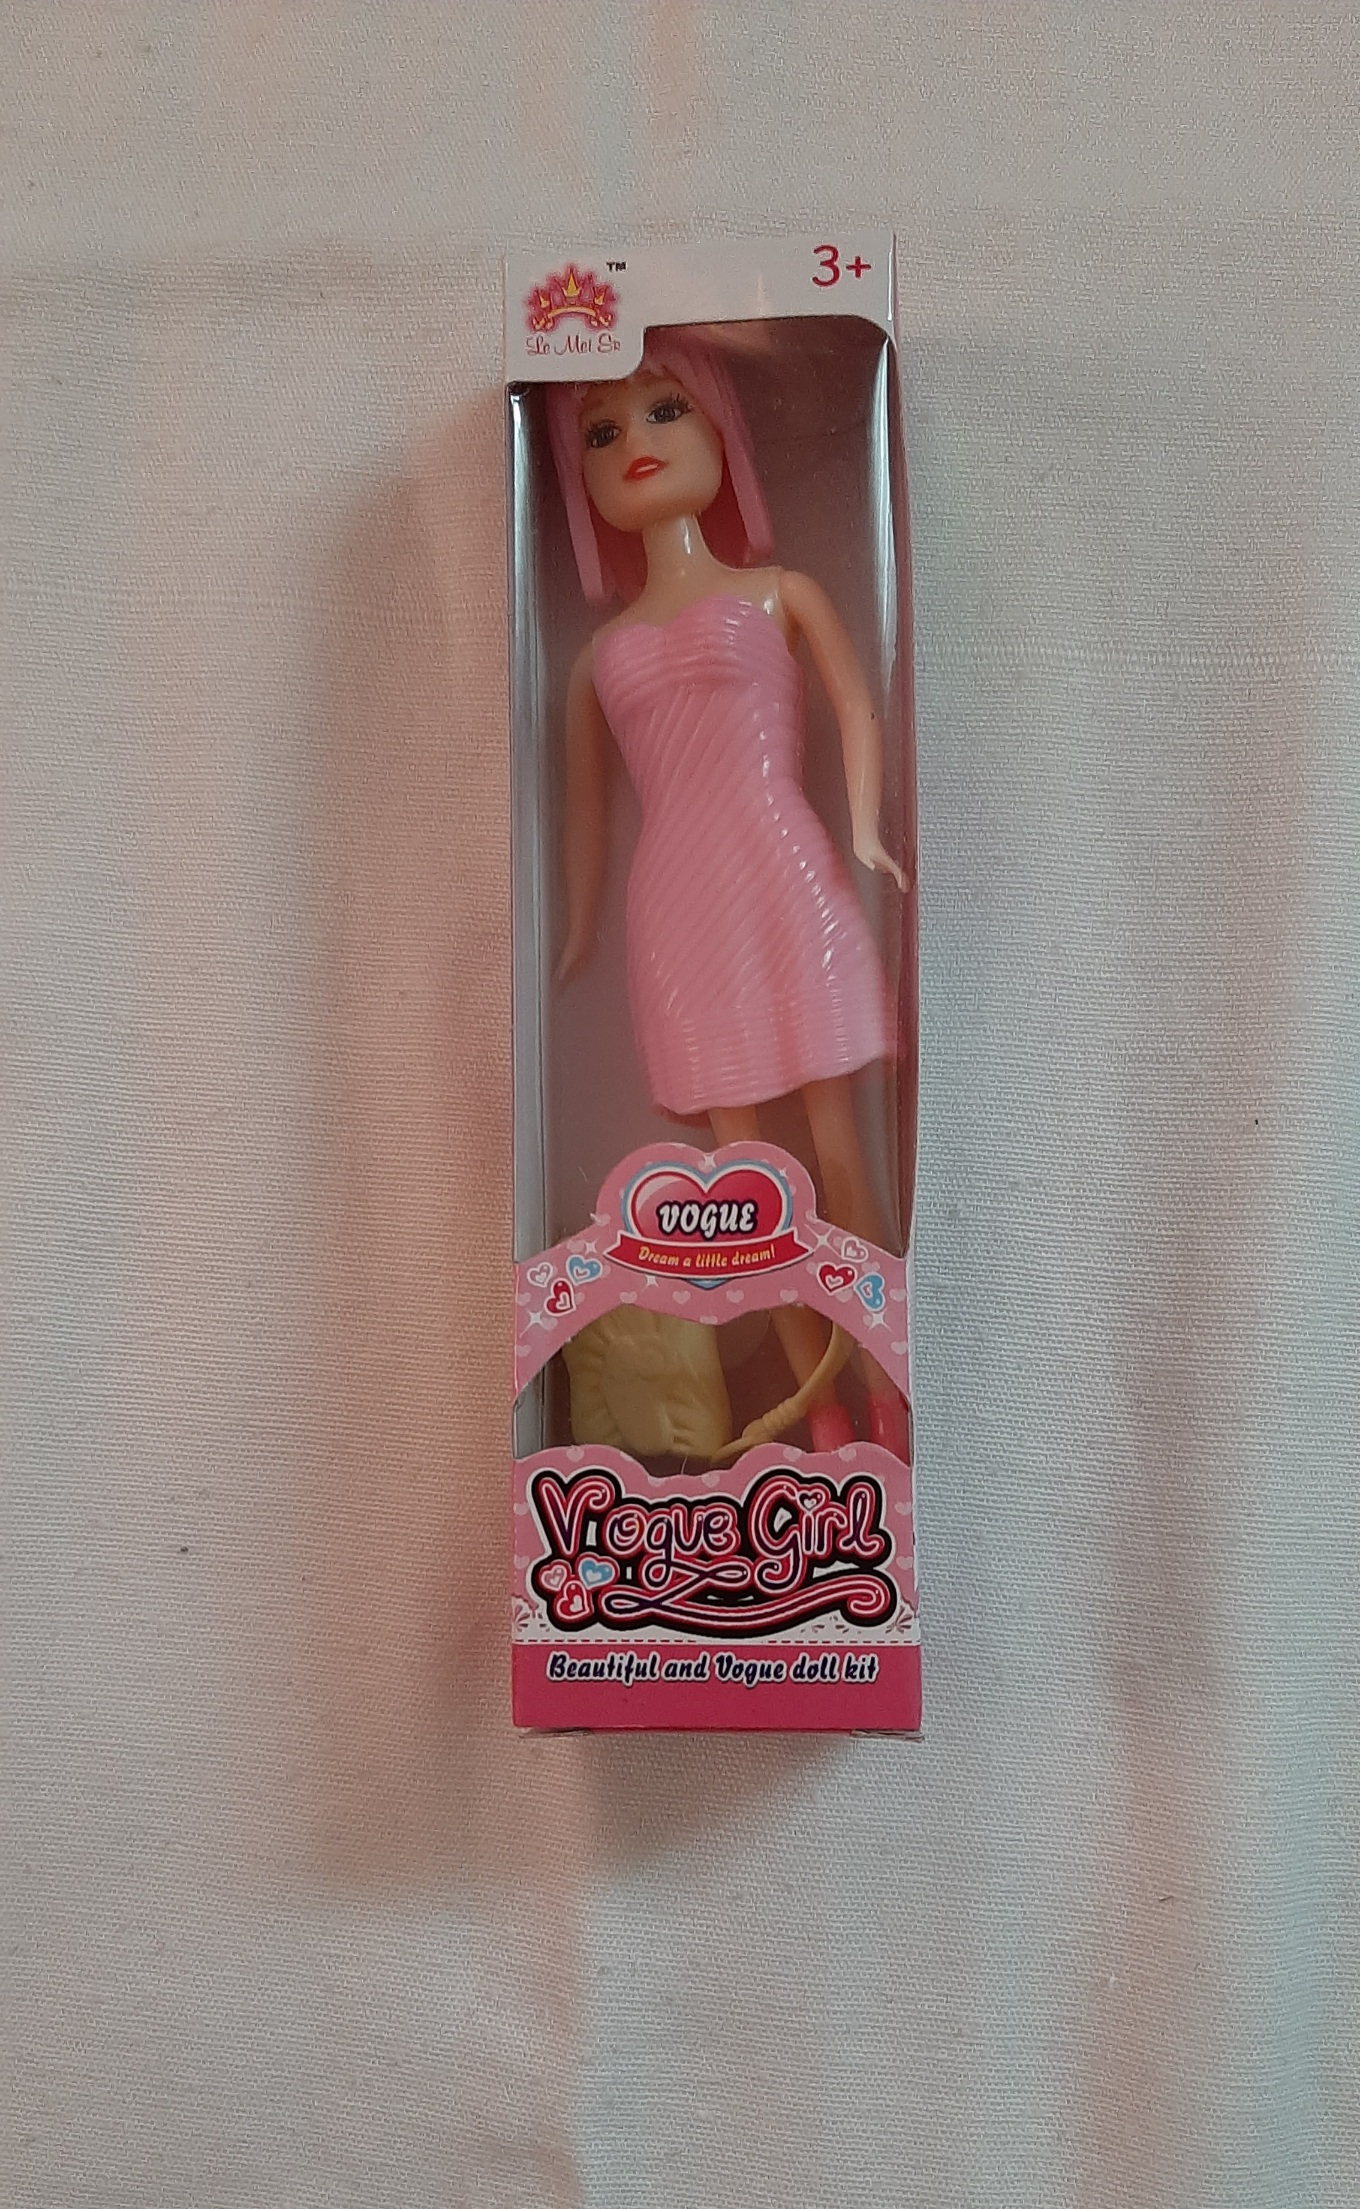 TM
3+
Le Mei Er
VOGUE
Dream a little dream!
Vogue Girl
Beautiful and Vogue doll kit